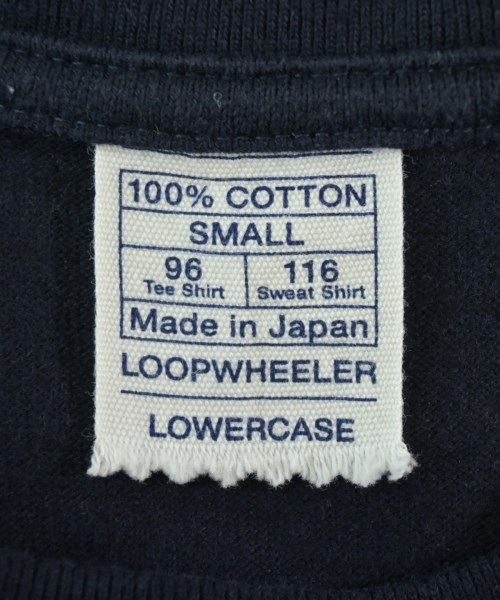 100% COTTON
SMALL
96 116
Tee Shirt Sweat Shirt
Made in Japan
LOOPWHEELER
LOWERCASE